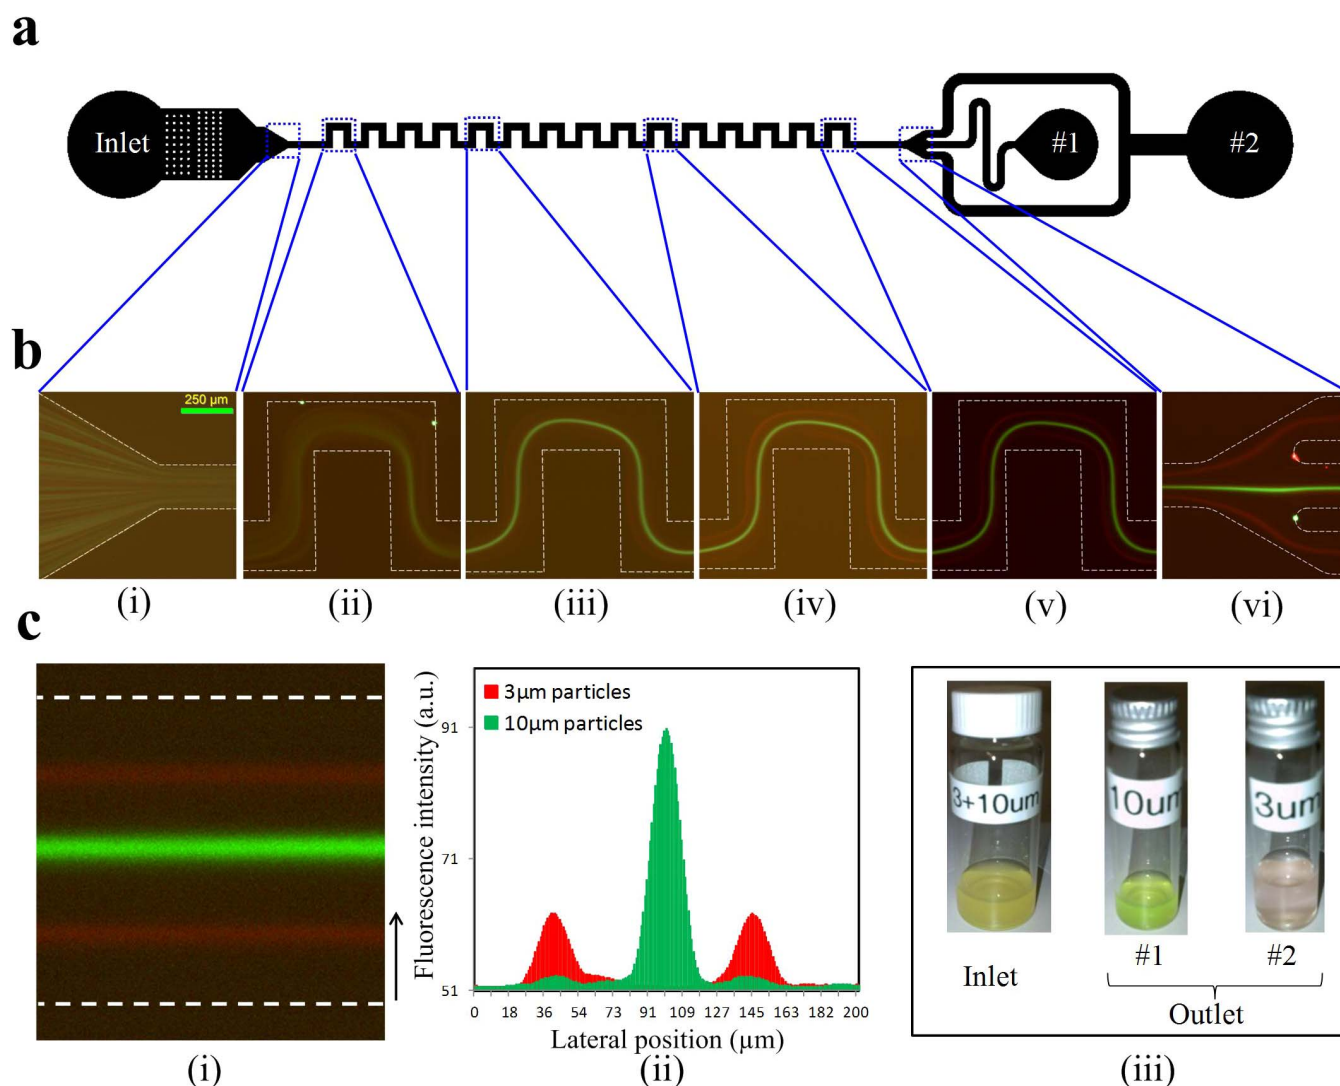 a
Inlet
#1
#2
b
250 µm
(i)
(ii)
(iii)
(iv)
(v)
(vi)
c
(i)
Fluorescence intensity (a.u.)
3µm particles
10µm particles
91
71
51
0 18 36 54 73 91 109 127 145 163 182 200
Lateral position (µm)
(ii)
3+10um
10um
3um
Inlet
#1
#2
Outlet
(iii)